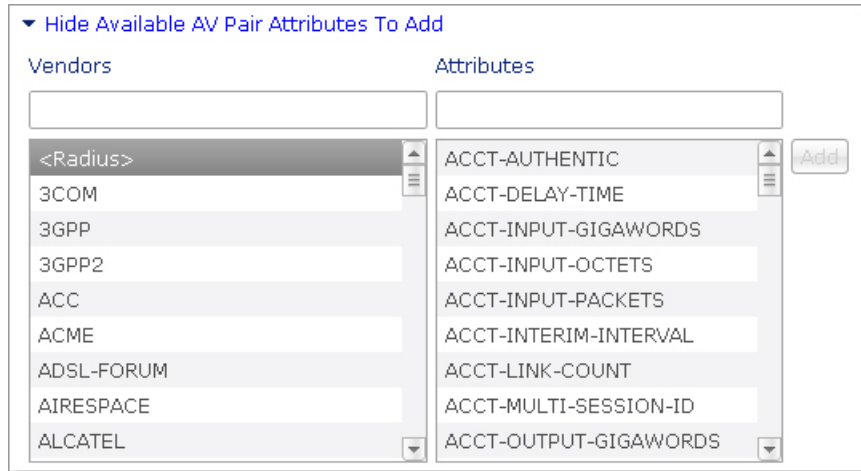 Hide Available AV Pair Attributes To Add
Vendors
Attributes
<Radius>
3COM
3GPP
3GPP2
ACC
ACME
ADSL-FORUM
AIRESPACE
ALCATEL
ACCT-AUTHENTIC
ACCT-DELAY-TIME
ACCT-INPUT-GIGAWORDS
ACCT-INPUT-OCTETS
ACCT-INPUT-PACKETS
ACCT-INTERIM-INTERVAL
ACCT-LINK-COUNT
ACCT-MULTI-SESSION-ID
ACCT-OUTPUT-GIGAWORDS
Add